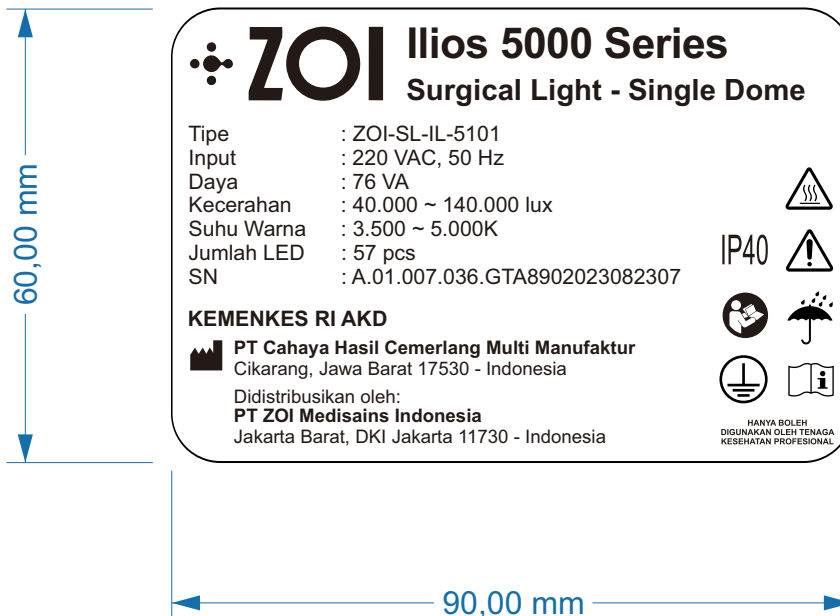 ZOI
Ilios 5000 Series
Surgical Light - Single Dome
Tipe : ZOI-SL-IL-5101
Input : 220 VAC, 50 Hz
Daya : 76 VA
Kecerahan : 40.000 ~ 140.000 lux
Suhu Warna : 3.500 ~ 5.000K
Jumlah LED : 57 pcs
SN : A.01.007.036.GTA8902023082307
IP40
KEMENKES RI AKD
PT Cahaya Hasil Cemerlang Multi Manufaktur
Cikarang, Jawa Barat 17530 - Indonesia
Didistribusikan oleh:
PT ZOI Medisains Indonesia
Jakarta Barat, DKI Jakarta 11730 - Indonesia
HANYA BOLEH
DIGUNAKAN OLEH TENAGA
KESEHATAN PROFESIONAL
60,00 mm
90,00 mm